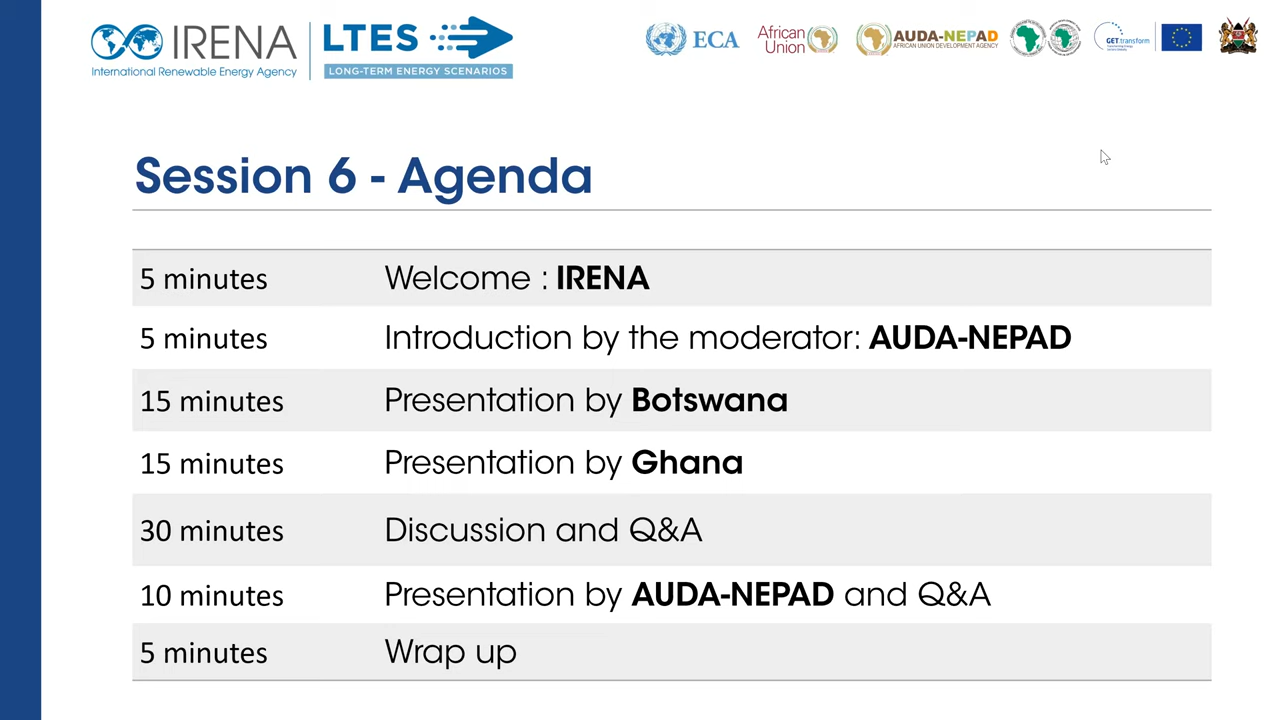 IRENA
International Renewable Energy Agency
LTES
LONG-TERM ENERGY SCENARIOS
ECA
African
Union
AUDA-NEPAD
AFRICAN UNION DEVELOPMENT AGENCY
GET.transform
Session 6 - Agenda
5 minutes Welcome : IRENA
5 minutes Introduction by the moderator: AUDA-NEPAD
15 minutes Presentation by Botswana
15 minutes Presentation by Ghana
30 minutes Discussion and Q&A
10 minutes Presentation by AUDA-NEPAD and Q&A
5 minutes Wrap up